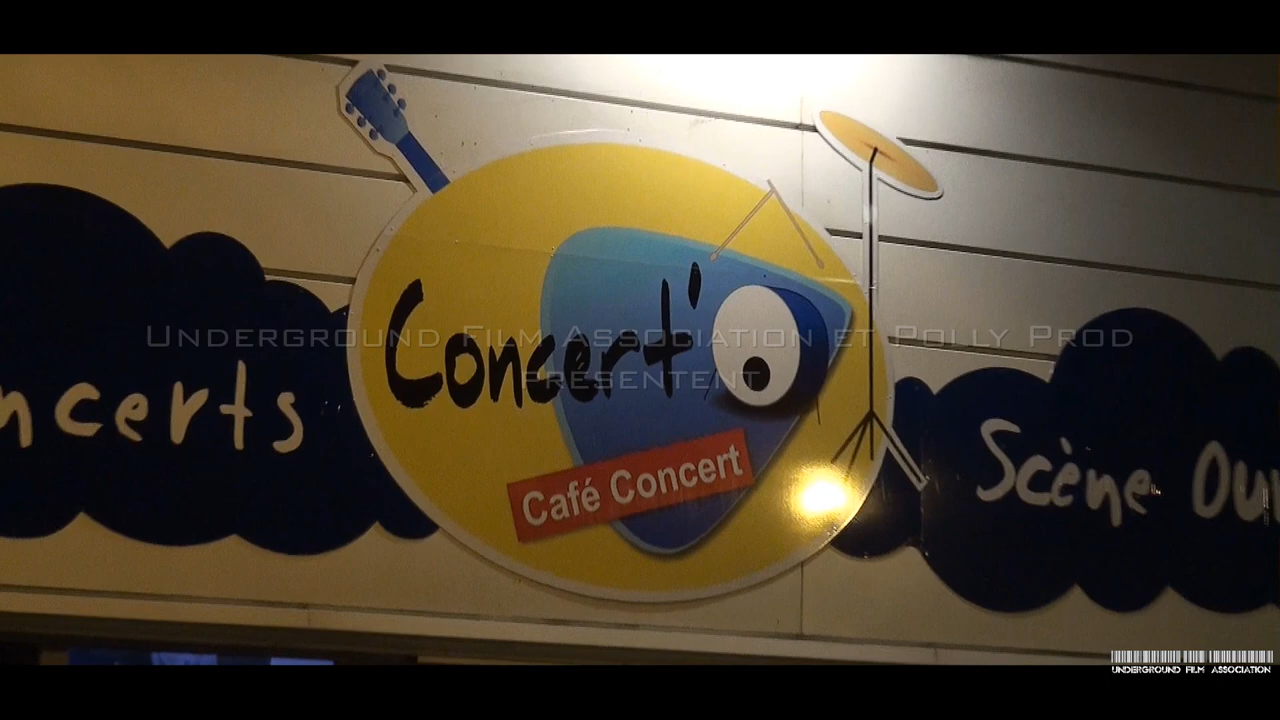 Underground Film Association et Polly Prod
présentent
Concert'
Café Concert
ncerts
Scène Ou
UNDERGROUND FILM ASSOCIATION